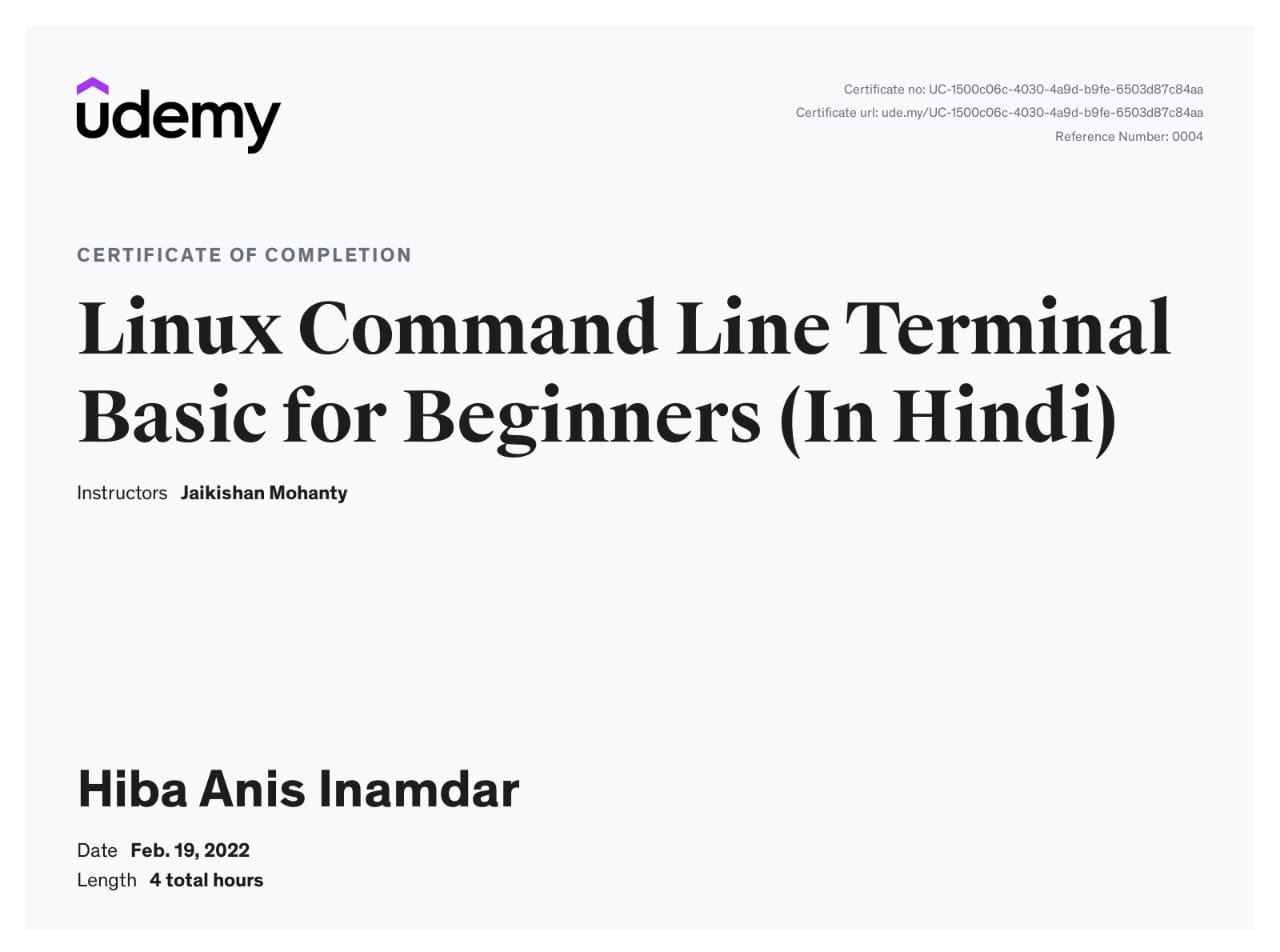 udemy
Certificate no: UC-1500c06c-4030-4a9d-b9fe-6503d87c84aa
Certificate url: ude.my/UC-1500c06c-4030-4a9d-b9fe-6503d87c84aa
Reference Number: 0004
CERTIFICATE OF COMPLETION
Linux Command Line Terminal
Basic for Beginners (In Hindi)
Instructors Jaikishan Mohanty
Hiba Anis Inamdar
Date Feb. 19, 2022
Length 4 total hours